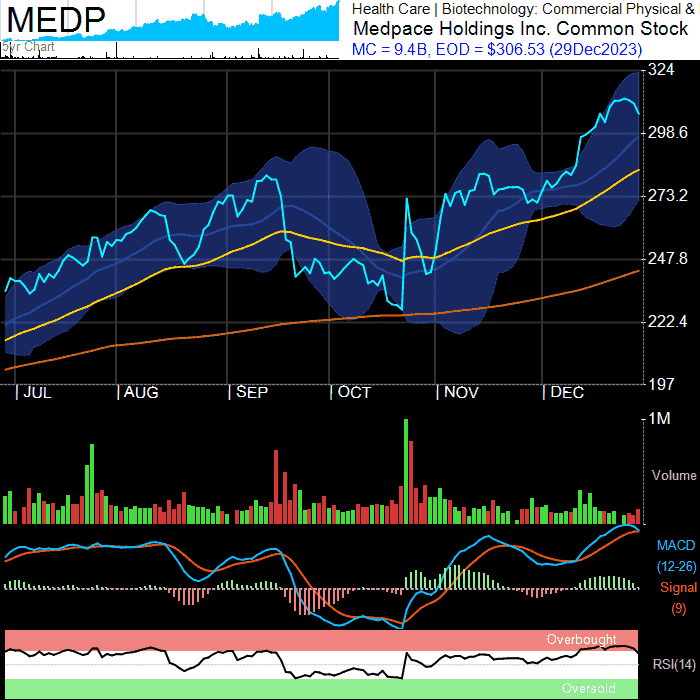 MEDP
5yr Chart
Health Care | Biotechnology: Commercial Physical &
Medpace Holdings Inc. Common Stock
MC = 9.4B, EOD = $306.53 (29Dec2023)
324
298.6
273.2
247.8
222.4
197
| JUL | AUG | SEP | OCT | NOV | DEC
1M
Volume
MACD
(12-26)
Signal
(9)
Overbought
RSI(14)
Oversold